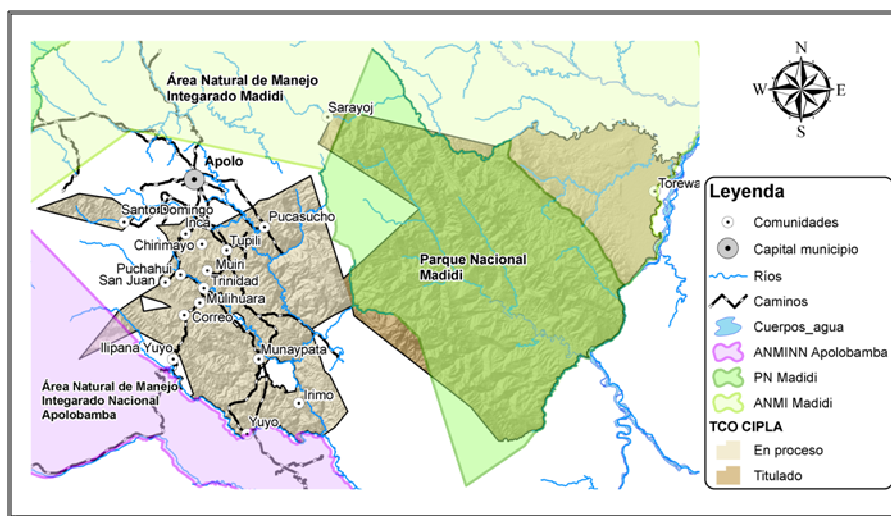 Área Natural de Manejo
Integarado Madidi
Sarayoj
Apolo
Torewa
Santo Domingo
Inca
Pucasucho
Chirimayo
Tupili
Parque Nacional
Madidi
Puchahui
Muiri
San Juan
Trinidad
Mulihuara
Correo
Ilipana Yuyo
Munaypata
Área Natural de Manejo
Integrado Nacional
Apolobamba
Irimo
Yuyo
N
W
E
S
Leyenda
Comunidades
Capital municipio
Ríos
Caminos
Cuerpos_agua
ANMINN Apolobamba
PN Madidi
ANMI Madidi
TCO CIPLA
En proceso
Titulado